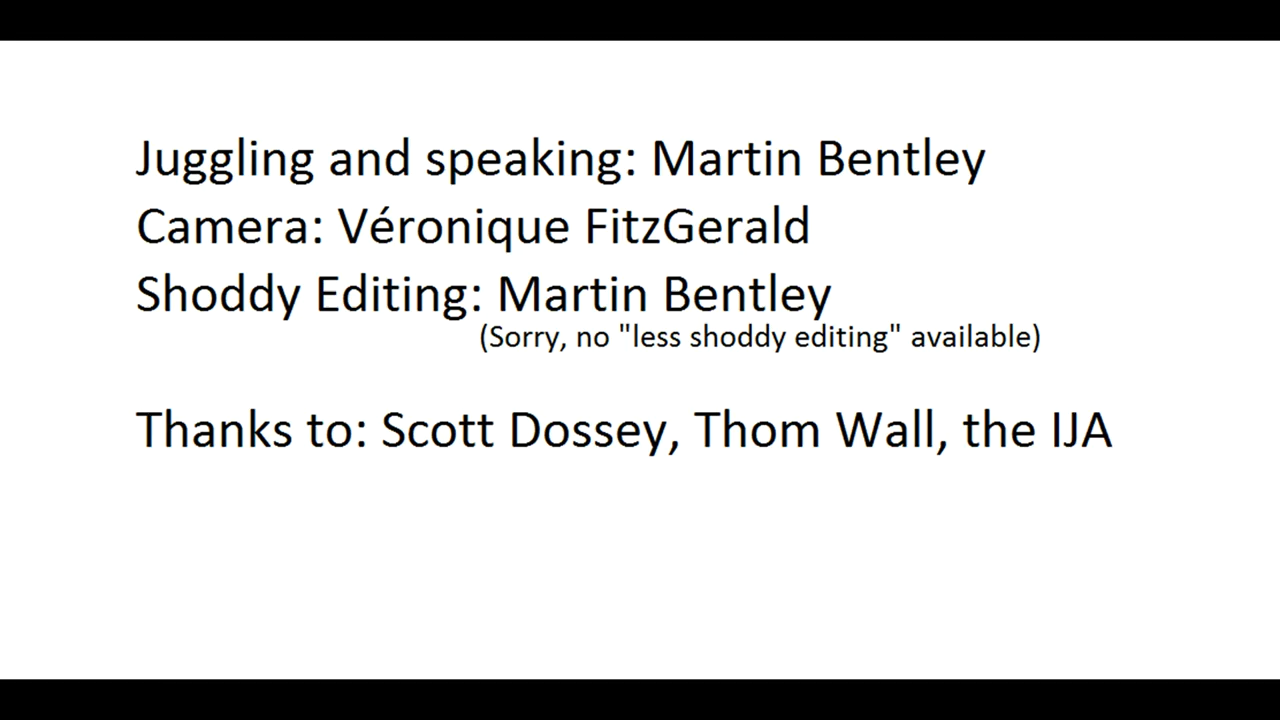 Juggling and speaking: Martin Bentley
Camera: Véronique FitzGerald
Shoddy Editing: Martin Bentley
(Sorry, no "less shoddy editing" available)
Thanks to: Scott Dossey, Thom Wall, the IJA